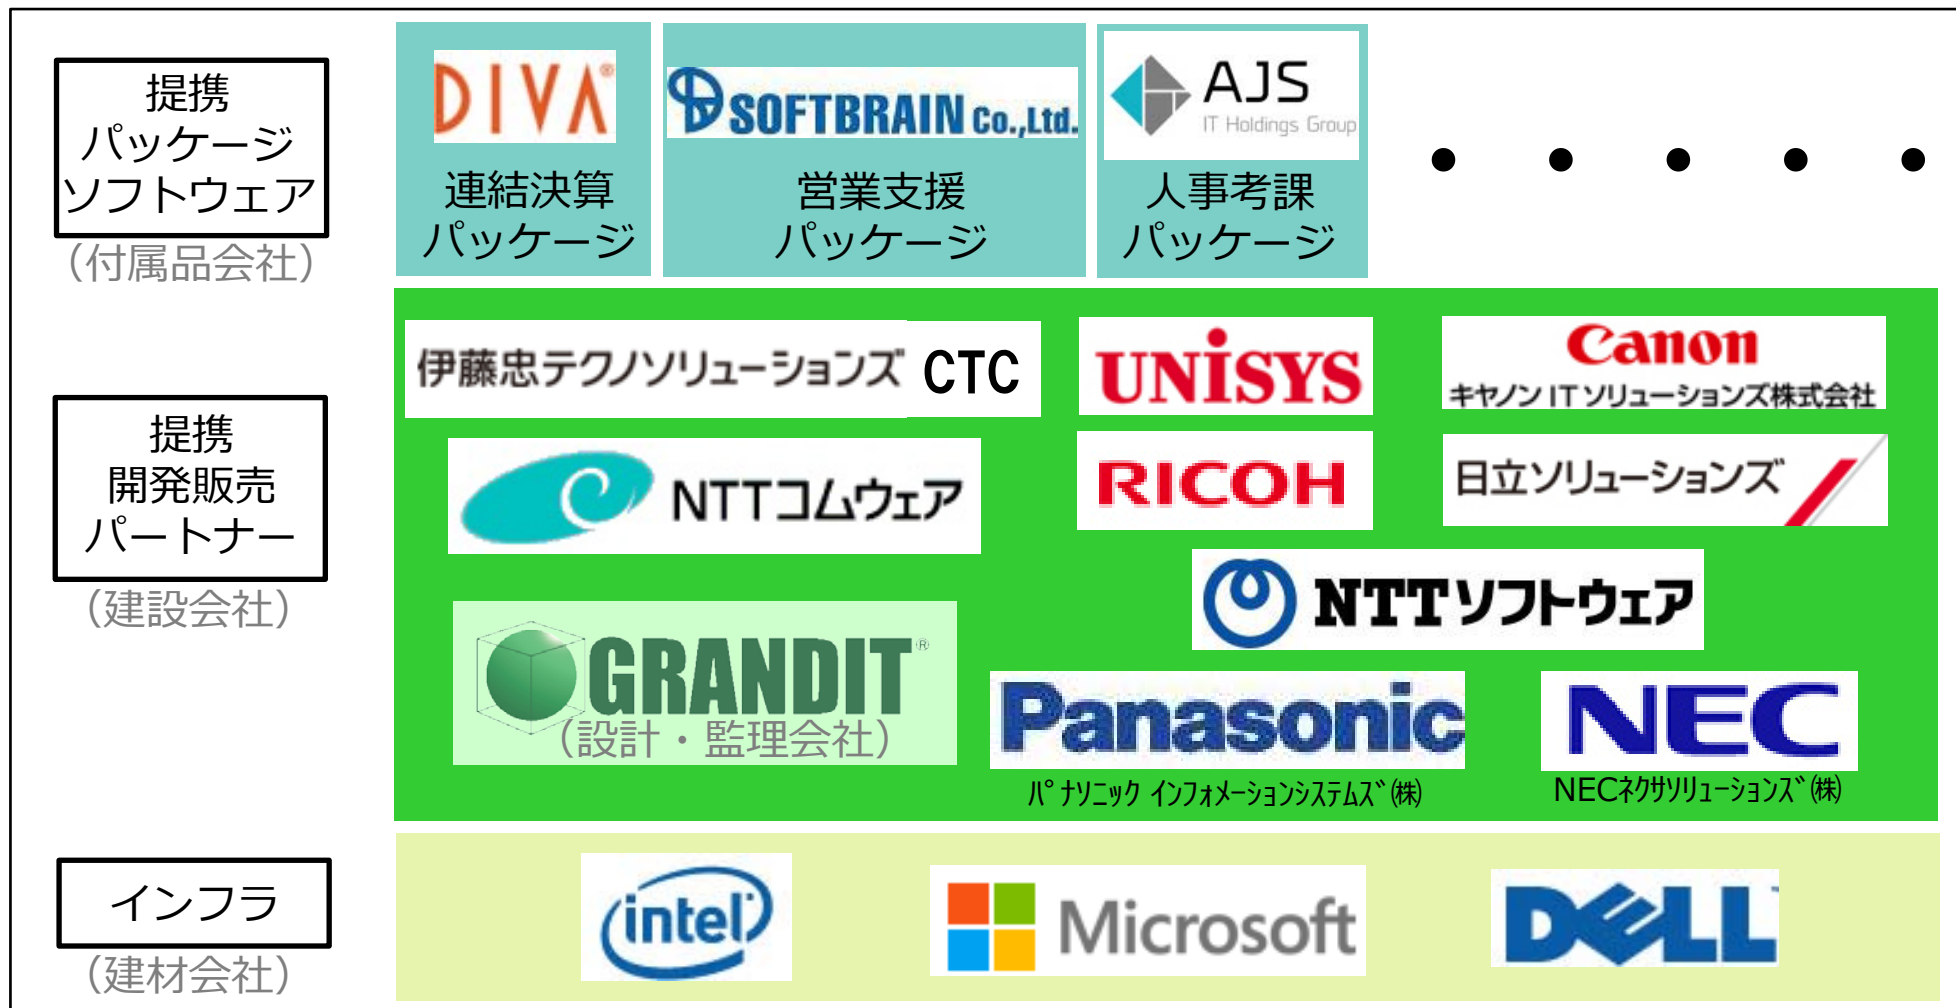 提携
パッケージ
ソフトウェア
(付属品会社)
DIVA®
連結決算
パッケージ
SOFTBRAIN Co.,Ltd.
営業支援
パッケージ
AJS
IT Holdings Group
人事考課
パッケージ
● ● ● ● ●
提携
開発販売
パートナー
(建設会社)
伊藤忠テクノソリューションズ CTC
UNISYS
Canon
キヤノン ITソリューションズ株式会社
NTTコムウェア
RICOH
日立ソリューションズ
NTTソフトウェア
GRANDIT®
(設計・監理会社)
Panasonic
ﾊﾟﾅｿﾆｯｸ ｲﾝﾌｫﾒｰｼｮﾝｼｽﾃﾑｽﾞ㈱
NEC
NECﾈｸｻｿﾘｭｰｼｮﾝｽﾞ㈱
インフラ
(建材会社)
intel
Microsoft
DELL